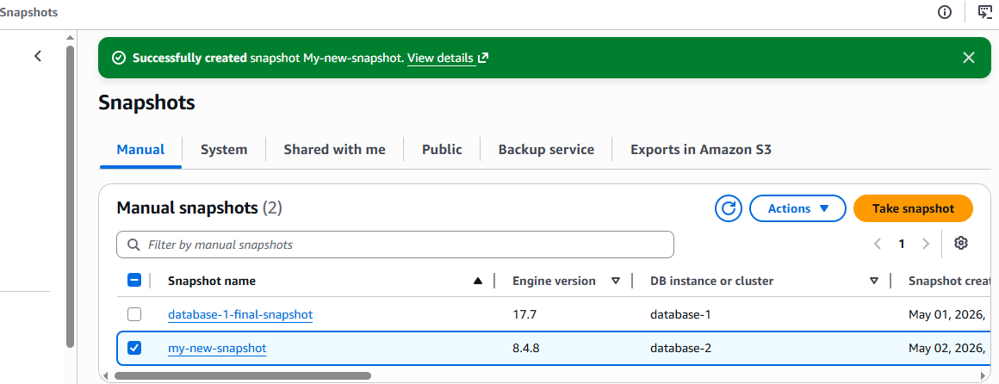 Snapshots
Successfully created snapshot My-new-snapshot. View details
Snapshots
Manual System Shared with me Public Backup service Exports in Amazon S3
Manual snapshots (2) Actions Take snapshot
Filter by manual snapshots 1
Snapshot name Engine version DB instance or cluster Snapshot creat
database-1-final-snapshot 17.7 database-1 May 01, 2026,
my-new-snapshot 8.4.8 database-2 May 02, 2026,